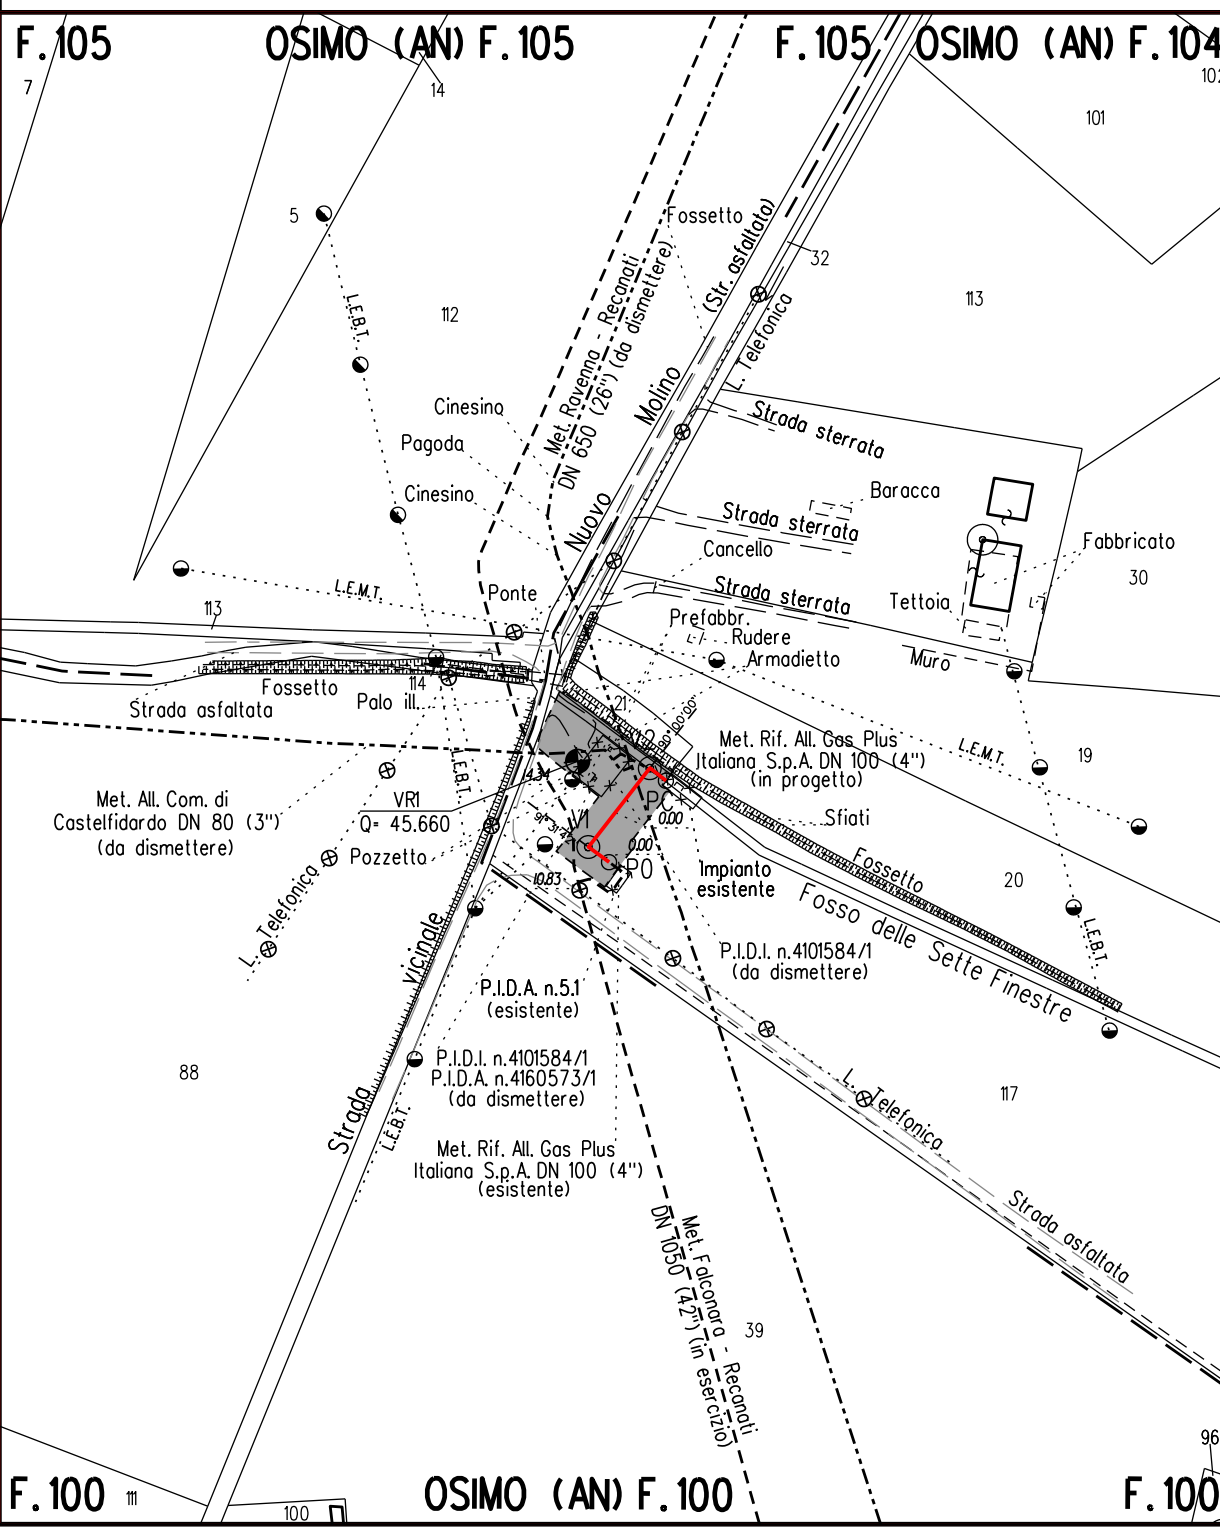 F.105
OSIMO (AN) F.105
F.105
OSIMO (AN) F.104
7
14
102
101
5
Fossetto
(Str. asfaltata)
32
L.E.B.T.
112
113
Met. Ravenna - Recanati
DN 650 (26") (da dismettere)
L. Telefonica
Molino
Cinesino
Pagoda
Cinesino
Nuovo
Strada sterrata
Baracca
Strada sterrata
Cancello
Fabbricato
30
L.E.M.T.
Ponte
Strada sterrata
Tettoia
113
Prefabbr.
Rudere
Armadietto
Muro
Fossetto
114
Palo ill.
Strada asfaltata
21
90°00'00"
Met. Rif. All. Gas Plus
Italiana S.p.A. DN 100 (4")
(in progetto)
L.E.M.T.
19
L.E.B.T.
4.34
Met. All. Com. di
Castelfidardo DN 80 (3")
(da dismettere)
VR1
Q= 45.660
V1
PC
0.00
Sfiati
Pozzetto
0.00
P0
10.83
Impianto
esistente
Fossetto
20
Fosso delle Sette Finestre
L. Telefonica
Vicinale
P.I.D.I. n.4101584/1
(da dismettere)
L.E.B.T.
P.I.D.A. n.5.1
(esistente)
P.I.D.I. n.4101584/1
P.I.D.A. n.4160573/1
(da dismettere)
88
Strada
L.E.B.T.
L. Telefonica
117
Met. Rif. All. Gas Plus
Italiana S.p.A. DN 100 (4")
(esistente)
Strada asfaltata
Met. Falconara - Recanati
DN 1050 (42") (in esercizio)
39
96
F.100
111
100
OSIMO (AN) F.100
F.100